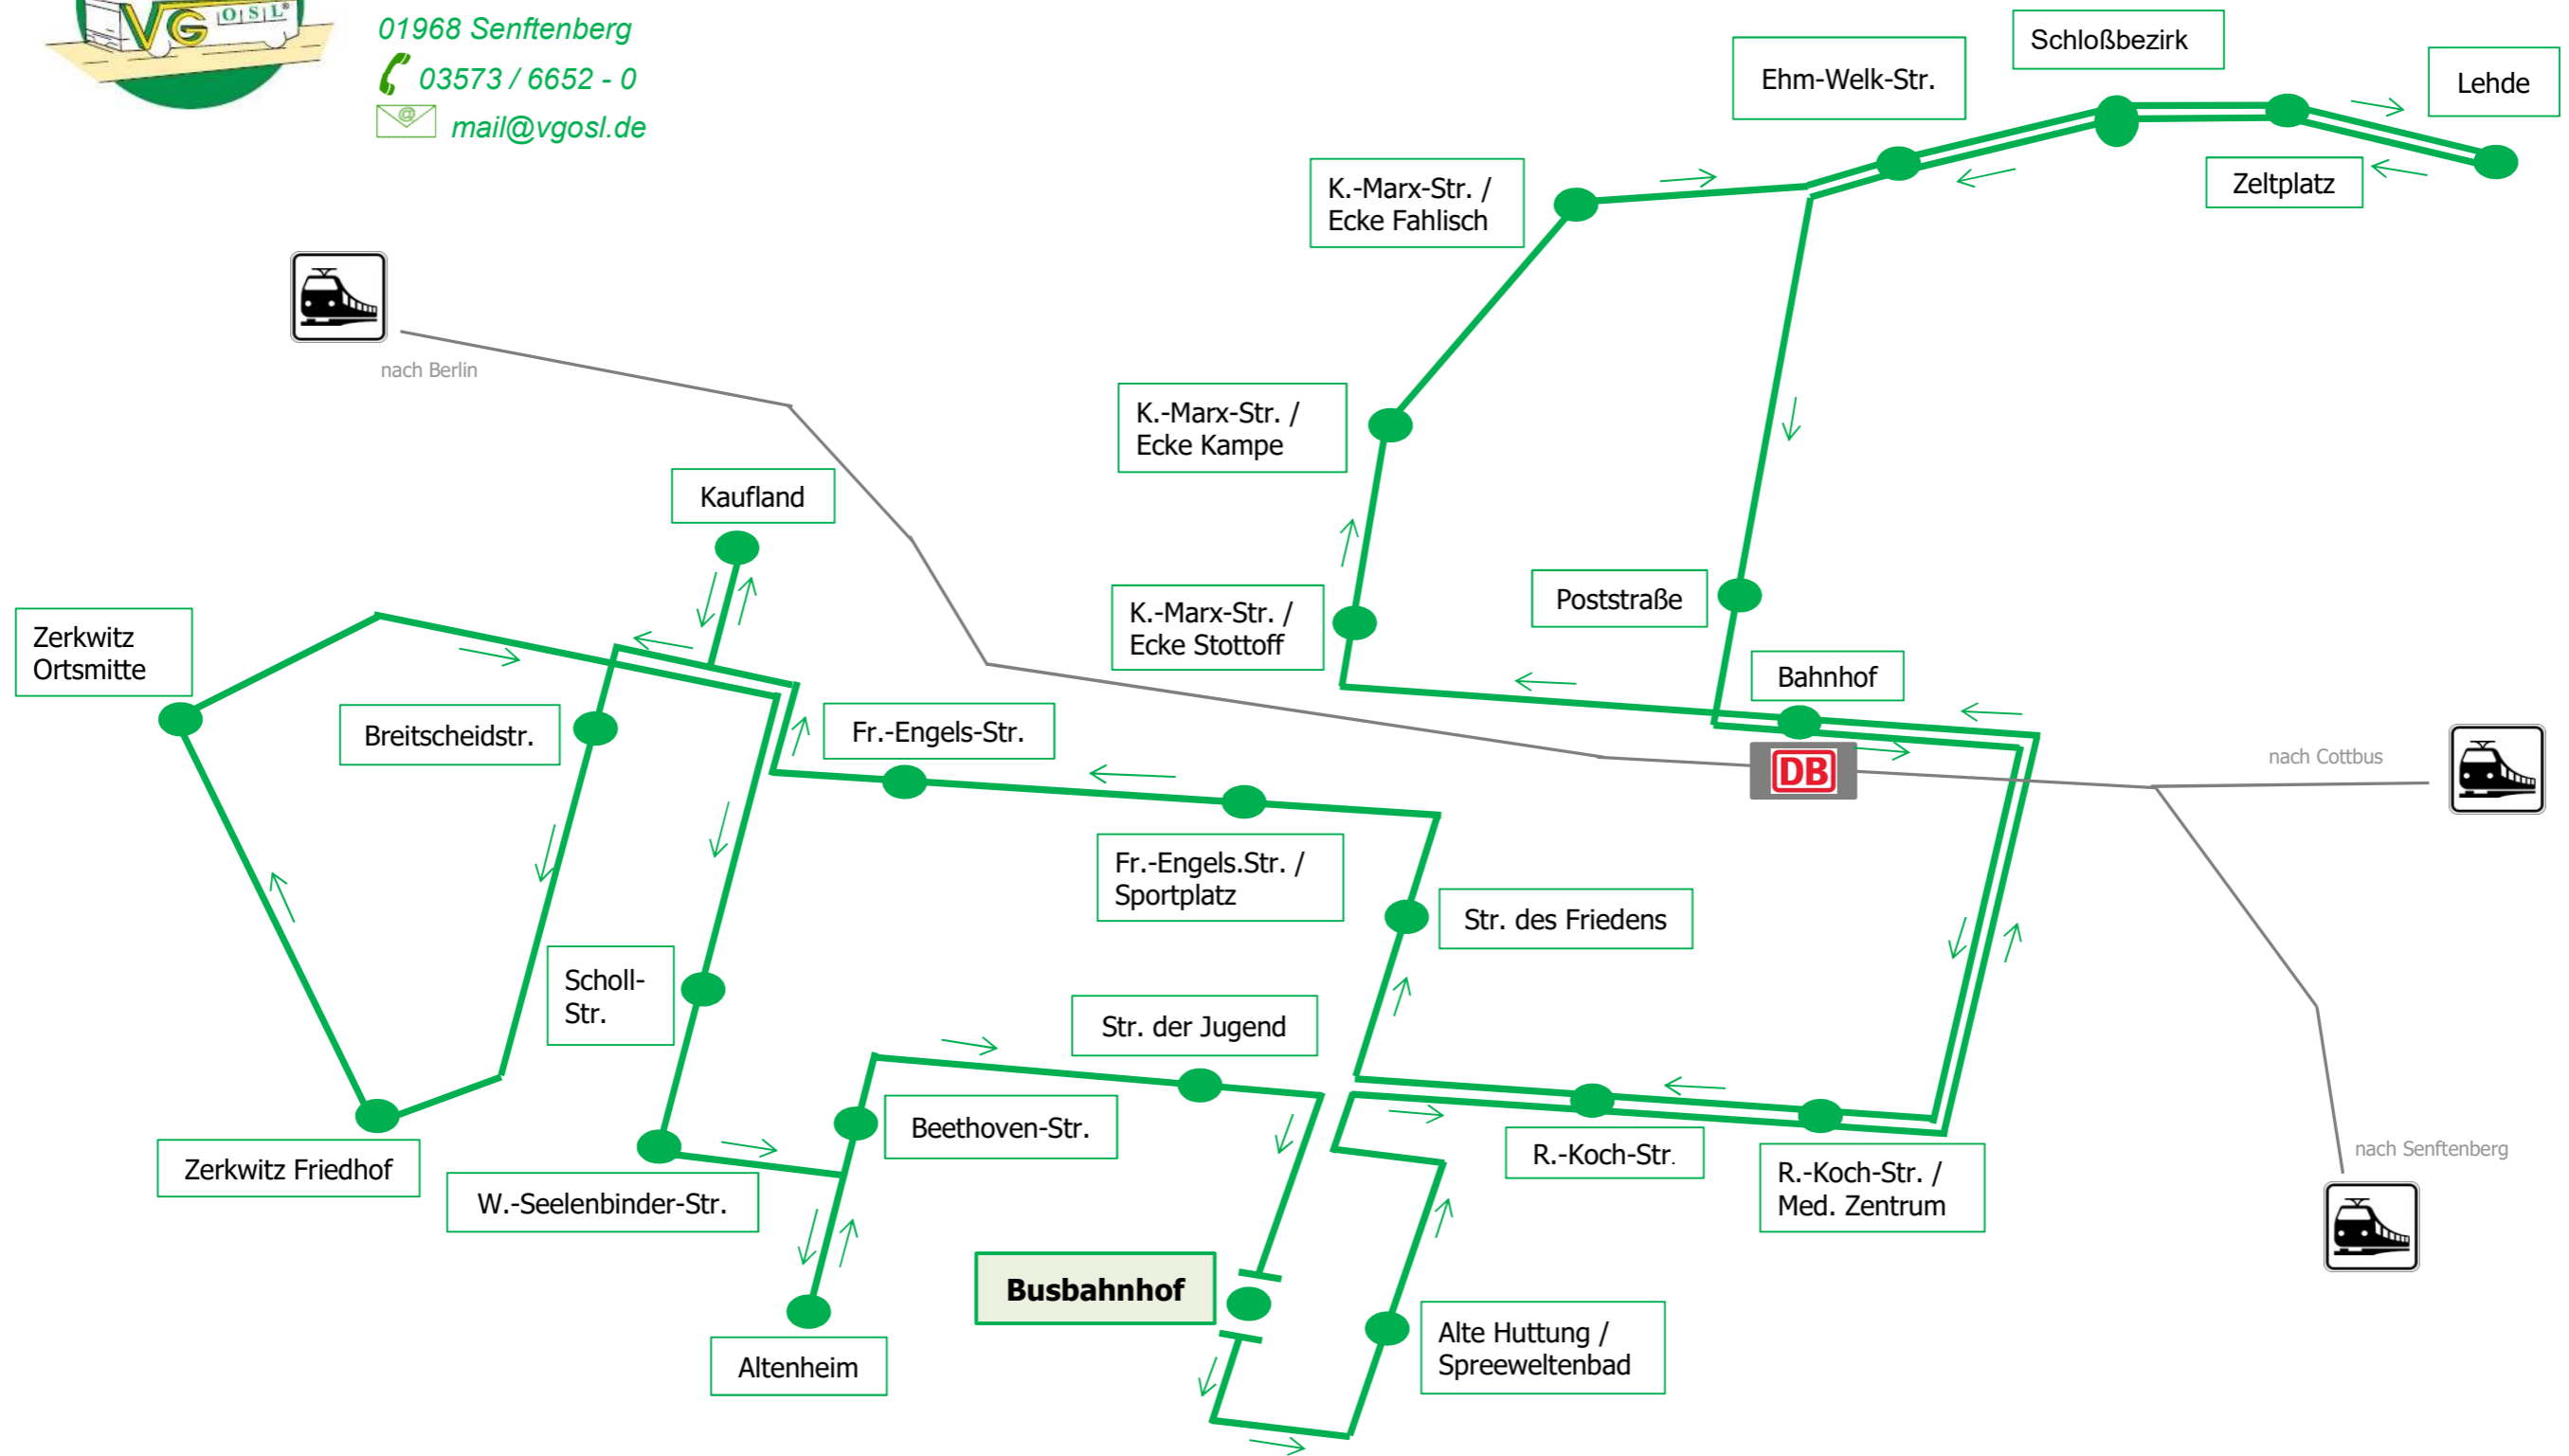 VG OSL®
01968 Senftenberg
03573 / 6652 - 0
@ mail@vgosl.de
Schloßbezirk
Ehm-Welk-Str.
Lehde
K.-Marx-Str. /
Ecke Fahlisch
Zeltplatz
nach Berlin
K.-Marx-Str. /
Ecke Kampe
Kaufland
Zerkwitz
Ortsmitte
K.-Marx-Str. /
Ecke Stottoff
Poststraße
Bahnhof
Breitscheidstr.
Fr.-Engels-Str.
DB
nach Cottbus
Fr.-Engels.Str. /
Sportplatz
Str. des Friedens
Scholl-
Str.
Str. der Jugend
Beethoven-Str.
Zerkwitz Friedhof
W.-Seelenbinder-Str.
R.-Koch-Str.
R.-Koch-Str. /
Med. Zentrum
nach Senftenberg
Busbahnhof
Altenheim
Alte Huttung /
Spreeweltenbad